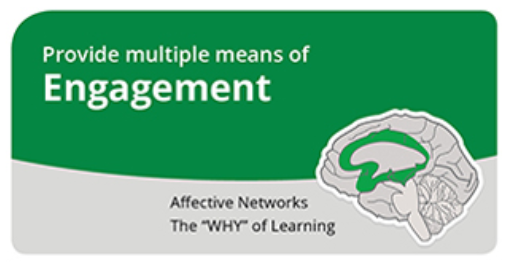 Provide multiple means of
Engagement
Affective Networks
The "WHY" of Learning